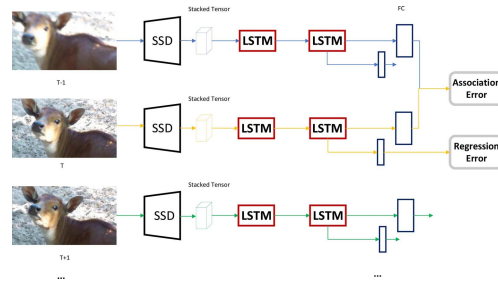 Stacked Tensor
FC
SSD
LSTM
LSTM
T-1
Association
Error
Stacked Tensor
SSD
LSTM
LSTM
T
Regression
Error
Stacked Tensor
SSD
LSTM
LSTM
T+1
...
...